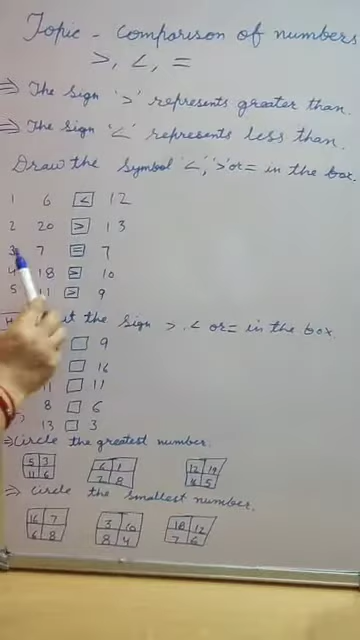 Topic - Comparison of numbers
>, <, =
⇒ The sign '>' represents greater than.
⇒ The sign '<' represents less than.
Draw the symbol '<', '>' or = in the box.
1 6 < 12
2 20 > 13
3 7 = 7
4 18 > 10
5 11 > 9
the sign >, < or = in the box
□ 9
□ 16
11 □ 11
8 □ 6
13 □ 3
⇒ Circle the greatest number.
5 3 6 1 12 19
11 6 2 8 4 5
⇒ Circle the smallest number.
16 7 3 10 18 12
6 8 8 4 7 6